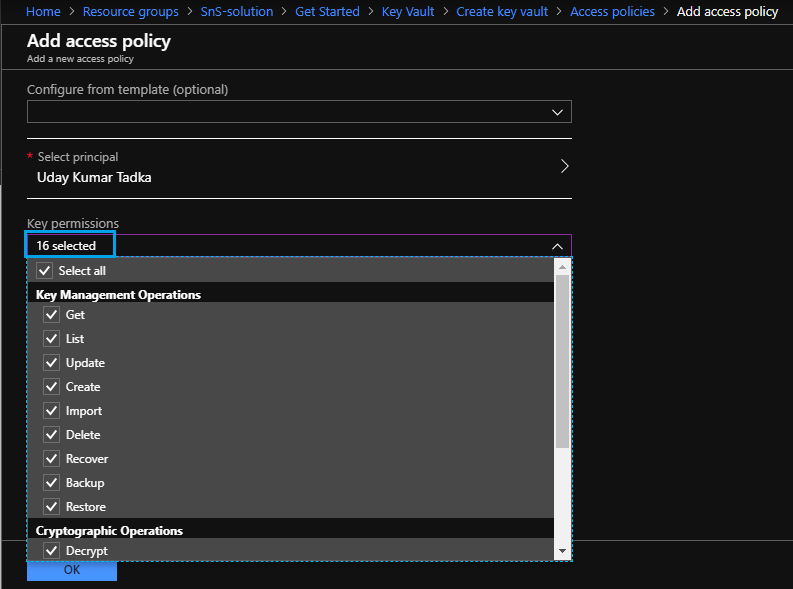 Home > Resource groups > SnS-solution > Get Started > Key Vault > Create key vault > Access policies > Add access policy
Add access policy
Add a new access policy
Configure from template (optional)
* Select principal
Uday Kumar Tadka
Key permissions
16 selected
Select all
Key Management Operations
Get
List
Update
Create
Import
Delete
Recover
Backup
Restore
Cryptographic Operations
Decrypt
OK